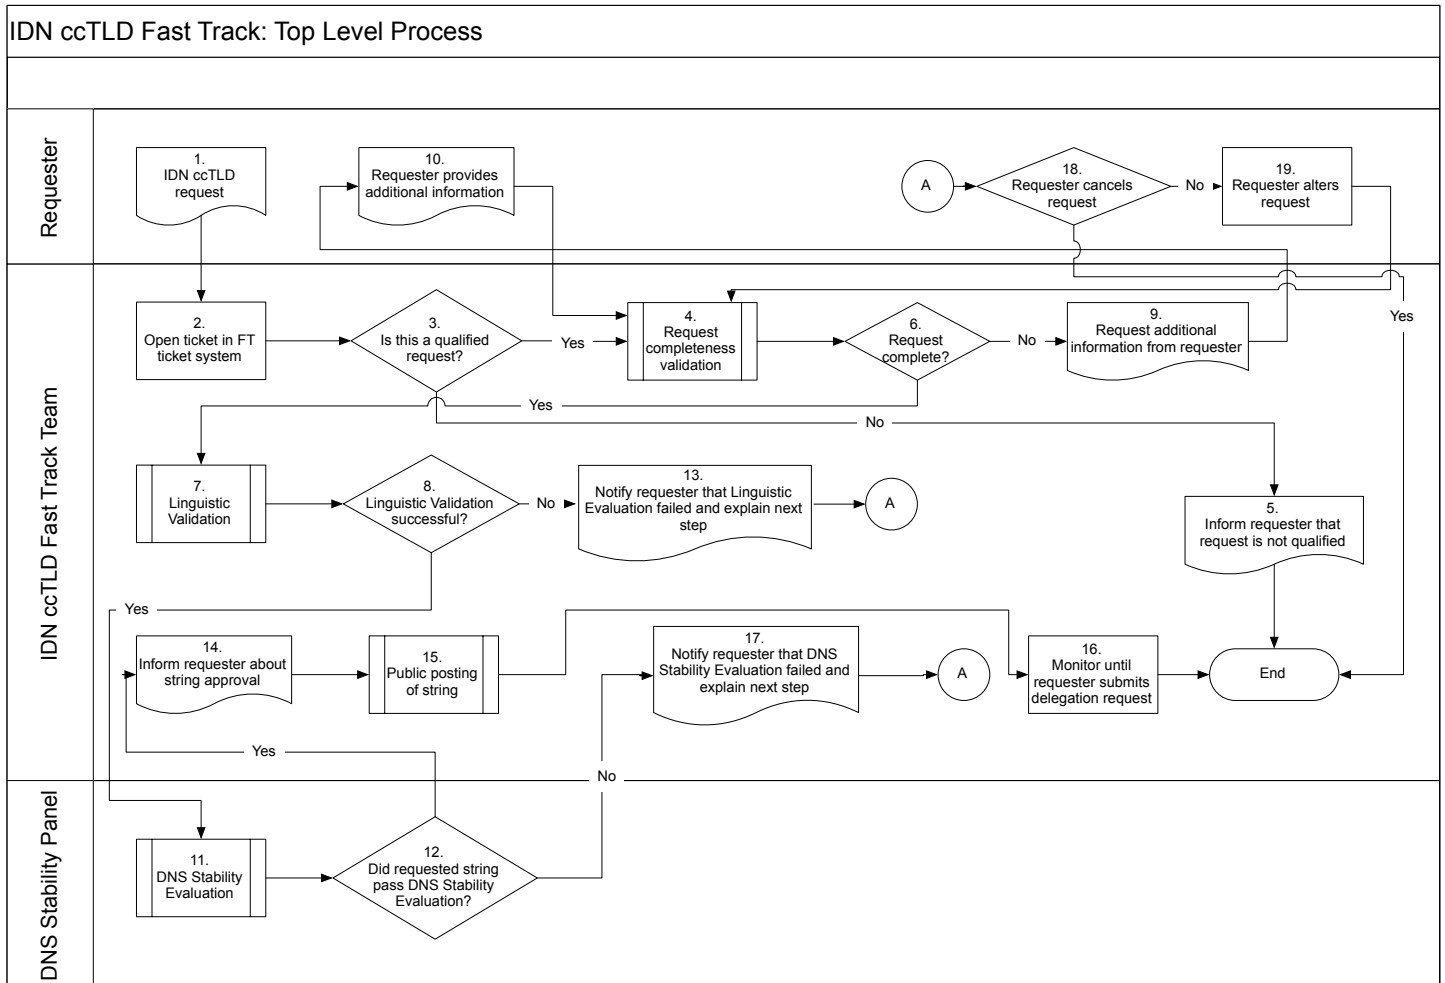 IDN ccTLD Fast Track: Top Level Process
Requester
1.
IDN ccTLD
request
10.
Requester provides
additional information
A
18.
Requester cancels
request
No
19.
Requester alters
request
IDN ccTLD Fast Track Team
2.
Open ticket in FT
ticket system
3.
Is this a qualified
request?
Yes
4.
Request
completeness
validation
6.
Request
complete?
No
9.
Request additional
information from requester
Yes
Yes
No
7.
Linguistic
Validation
8.
Linguistic Validation
successful?
No
13.
Notify requester that Linguistic
Evaluation failed and explain next
step
A
5.
Inform requester that
request is not qualified
Yes
14.
Inform requester about
string approval
15.
Public posting
of string
17.
Notify requester that DNS
Stability Evaluation failed and
explain next step
A
16.
Monitor until
requester submits
delegation request
End
Yes
No
DNS Stability Panel
11.
DNS Stability
Evaluation
12.
Did requested string
pass DNS Stability
Evaluation?